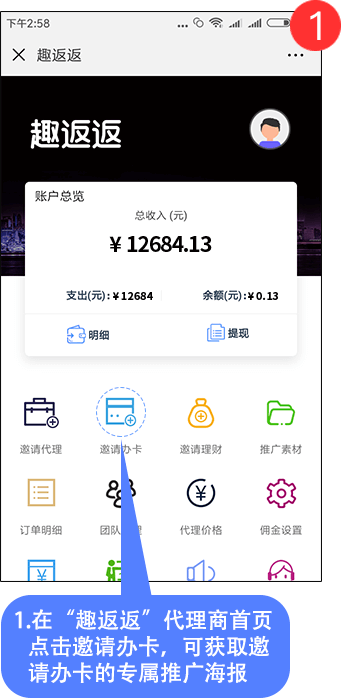 下午2:58
1
趣返返
趣返返
账户总览
总收入 (元)
¥ 12684.13
支出(元): ¥12684 余额(元): ¥0.13
明细 提现
邀请代理 邀请办卡 邀请理财 推广素材
订单明细 团队 理 代理价格 佣金设置
1.在“趣返返”代理商首页
点击邀请办卡，可获取邀
请办卡的专属推广海报